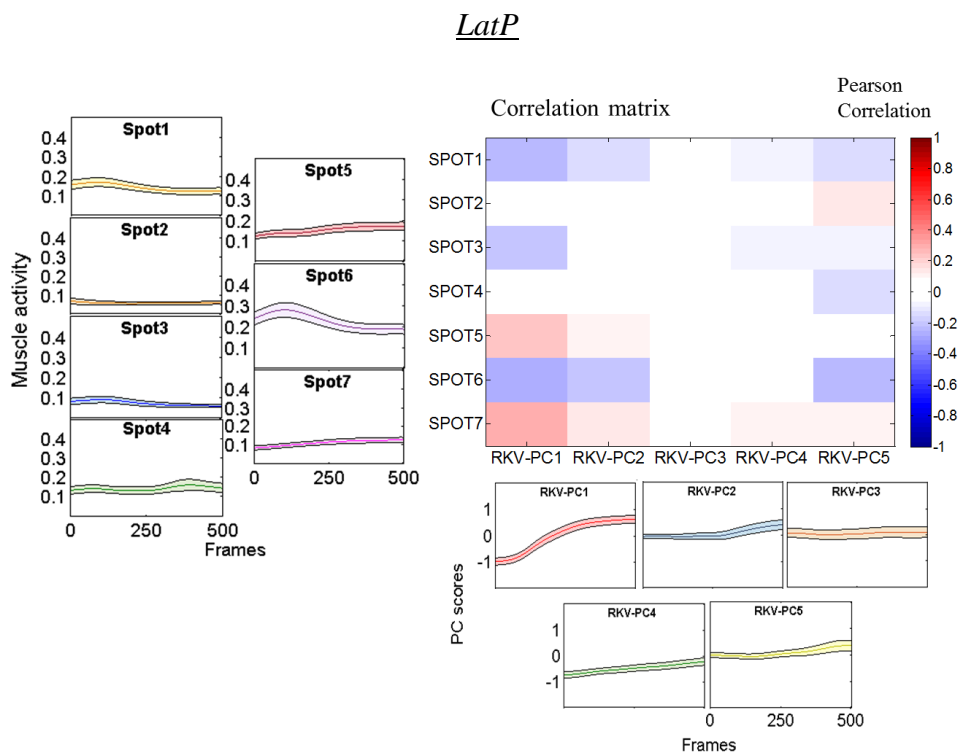 LatP
Muscle activity
Spot1
0.4
0.3
0.2
0.1
Spot2
0.4
0.3
0.2
0.1
Spot3
0.4
0.3
0.2
0.1
Spot4
0.4
0.3
0.2
0.1
0 250 500
Spot5
0.4
0.3
0.2
0.1
Spot6
0.4
0.3
0.2
0.1
Spot7
0.4
0.3
0.2
0.1
0 500
Frames
Correlation matrix
Pearson
Correlation
SPOT1
SPOT2
SPOT3
SPOT4
SPOT5
SPOT6
SPOT7
RKV-PC1 RKV-PC2 RKV-PC3 RKV-PC4 RKV-PC5
1
0.8
0.6
0.4
0.2
0
-0.2
-0.4
-0.6
-0.8
-1
PC scores
RKV-PC1 RKV-PC2 RKV-PC3
1
0
-1
RKV-PC4 RKV-PC5
1
0
-1
0 250 500
Frames